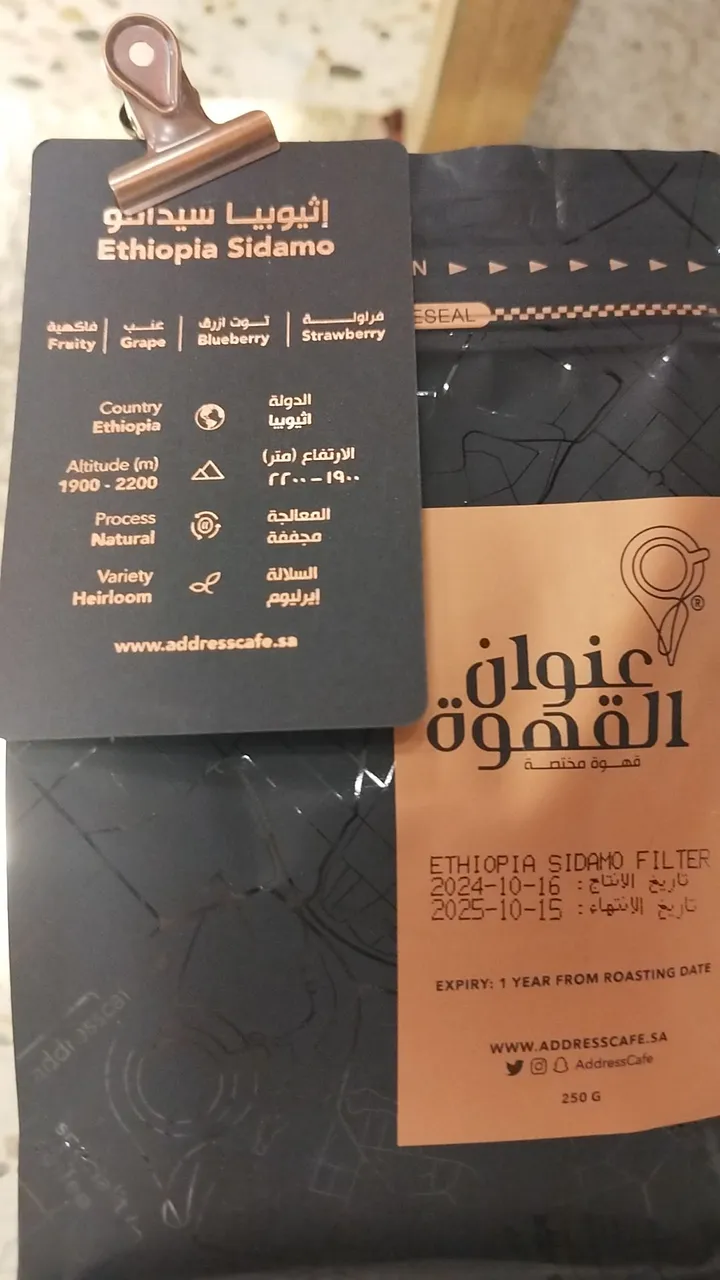 إثيوبيا سيدامو
Ethiopia Sidamo
فراولة
Strawberry
توت ازرق
Blueberry
عنب
Grape
فاكهية
Fruity
Country
Ethiopia
الدولة
اثيوبيا
Altitude (m)
1900 - 2200
الارتفاع (متر)
١٩٠٠ – ٢٢٠٠
Process
Natural
المعالجة
مجففة
Variety
Heirloom
السلالة
إيرليوم
www.addresscafe.sa
ESEAL
®
عنوان
القهوة
قهوة مختصة
ETHIOPIA SIDAMO FILTER
تاريخ الانتاج: 2024-10-16
تاريخ الانتهاء: 2025-10-15
EXPIRY: 1 YEAR FROM ROASTING DATE
WWW.ADDRESSCAFE.SA
AddressCafe
250 G